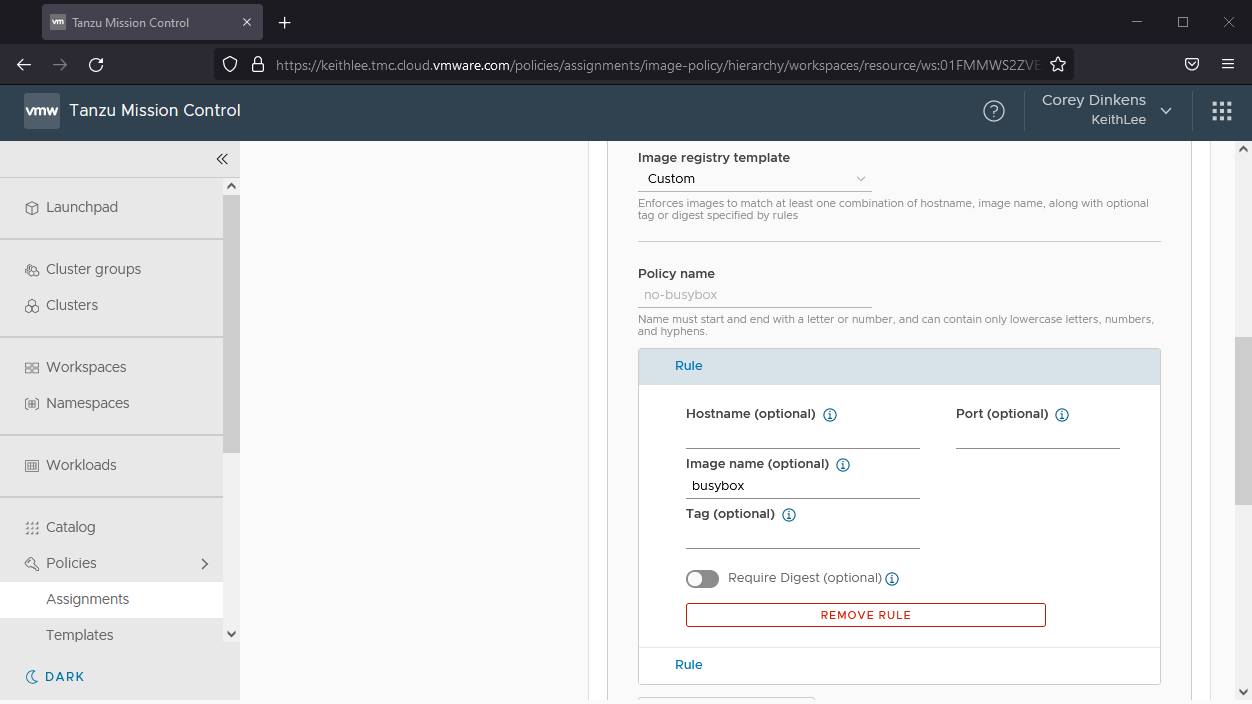 vm Tanzu Mission Control
https://keithlee.tmc.cloud.vmware.com/policies/assignments/image-policy/hierarchy/workspaces/resource/ws:01FMMWS2ZVE
vmw Tanzu Mission Control
Corey Dinkens
KeithLee
Launchpad
Cluster groups
Clusters
Workspaces
Namespaces
Workloads
Catalog
Policies
Assignments
Templates
DARK
Image registry template
Custom
Enforces images to match at least one combination of hostname, image name, along with optional
tag or digest specified by rules
Policy name
no-busybox
Name must start and end with a letter or number, and can contain only lowercase letters, numbers,
and hyphens.
Rule
Hostname (optional) Port (optional)
Image name (optional)
busybox
Tag (optional)
Require Digest (optional)
REMOVE RULE
Rule